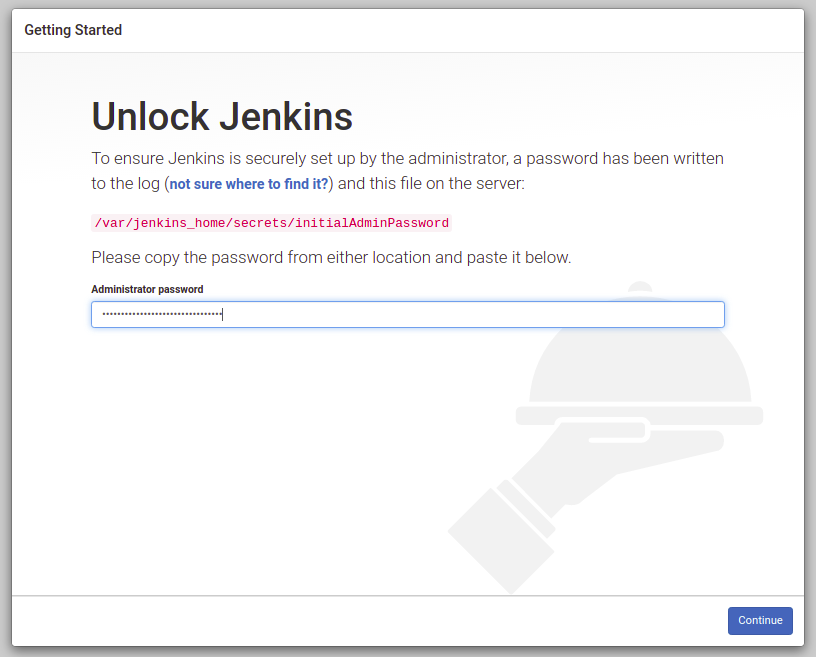 Getting Started
Unlock Jenkins
To ensure Jenkins is securely set up by the administrator, a password has been written
to the log (not sure where to find it?) and this file on the server:
/var/jenkins_home/secrets/initialAdminPassword
Please copy the password from either location and paste it below.
Administrator password
••••••••••••••••••••••••••••••••
Continue